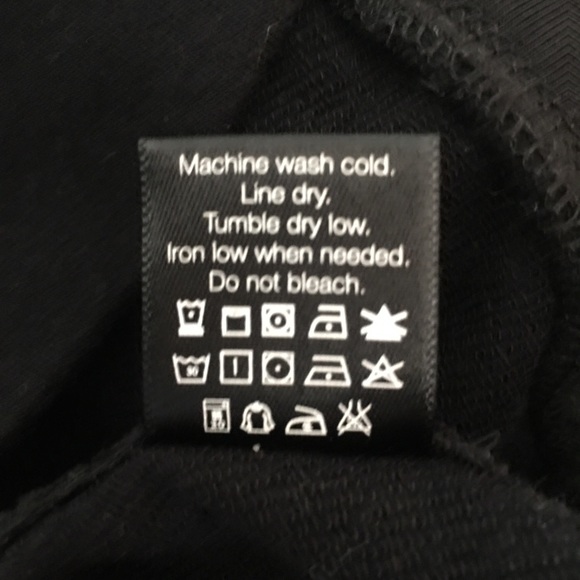 Machine wash cold.
Line dry.
Tumble dry low.
Iron low when needed.
Do not bleach.